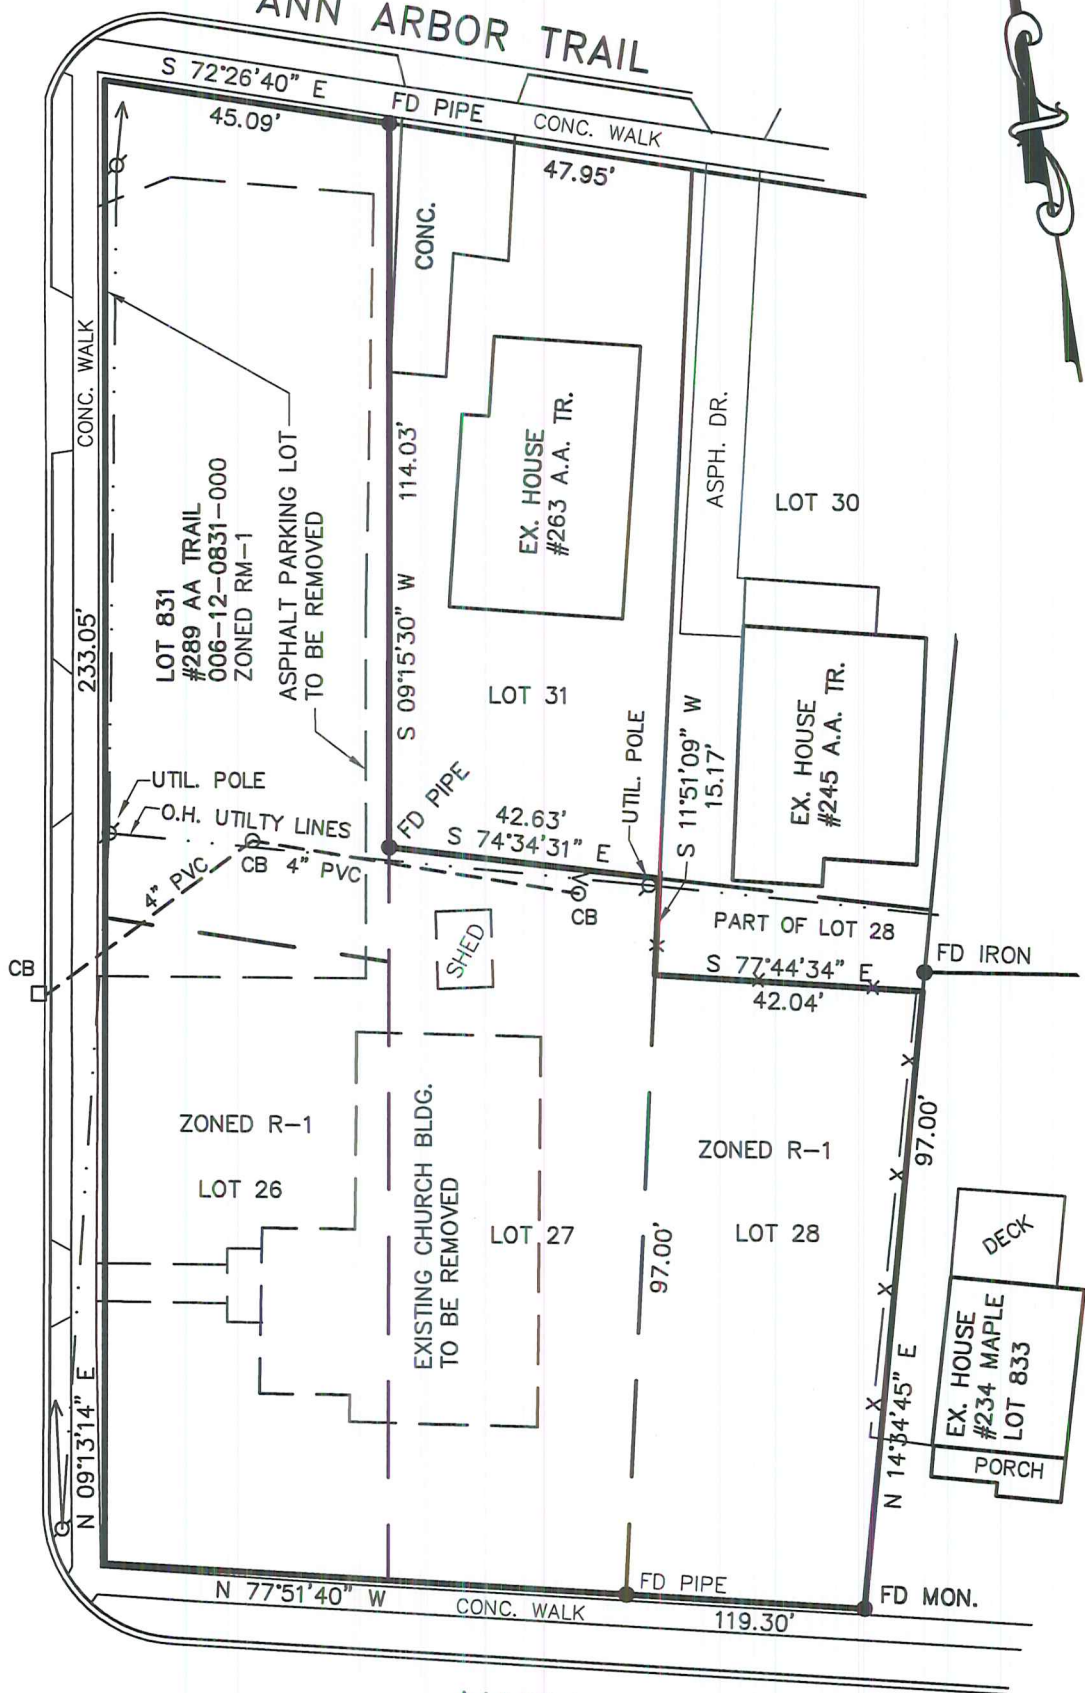 ANN ARBOR TRAIL
S 72°26'40" E
45.09'
FD PIPE
CONC. WALK
47.95'
CONC.
CONC. WALK
233.05'
LOT 831
#289 AA TRAIL
006-12-0831-000
ZONED RM-1
ASPHALT PARKING LOT
TO BE REMOVED
S 09°15'30" W
114.03'
EX. HOUSE
#263 A.A. TR.
ASPH. DR.
LOT 30
LOT 31
UTIL. POLE
O.H. UTILTY LINES
FD PIPE
42.63'
S 74°34'31" E
UTIL. POLE
S 11°51'09" W
15.17'
EX. HOUSE
#245 A.A. TR.
4" PVC
CB
4" PVC
CB
CB
SHED
PART OF LOT 28
FD IRON
S 77°44'34" E
42.04'
ZONED R-1
LOT 26
EXISTING CHURCH BLDG.
TO BE REMOVED
LOT 27
97.00'
ZONED R-1
LOT 28
97.00'
DECK
EX. HOUSE
#234 MAPLE
LOT 833
PORCH
N 09°13'14" E
N 14°34'45" E
N 77°51'40" W
CONC. WALK
FD PIPE
119.30'
FD MON.